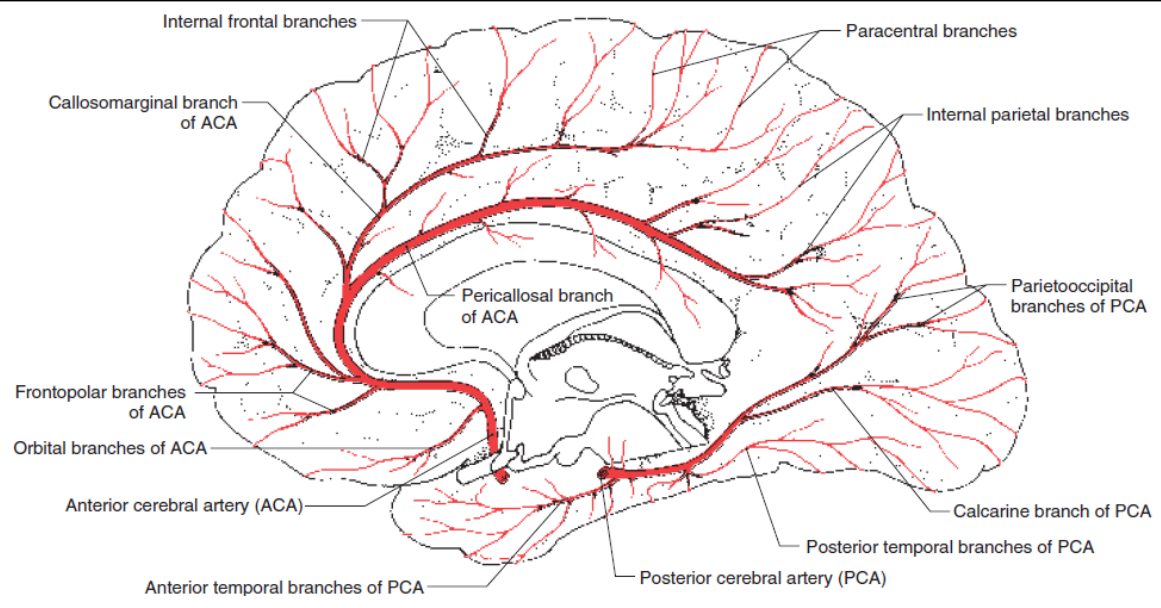 Internal frontal branches
Paracentral branches
Callosomarginal branch
of ACA
Internal parietal branches
Pericallosal branch
of ACA
Parietooccipital
branches of PCA
Frontopolar branches
of ACA
Orbital branches of ACA
Anterior cerebral artery (ACA)
Calcarine branch of PCA
Posterior temporal branches of PCA
Posterior cerebral artery (PCA)
Anterior temporal branches of PCA